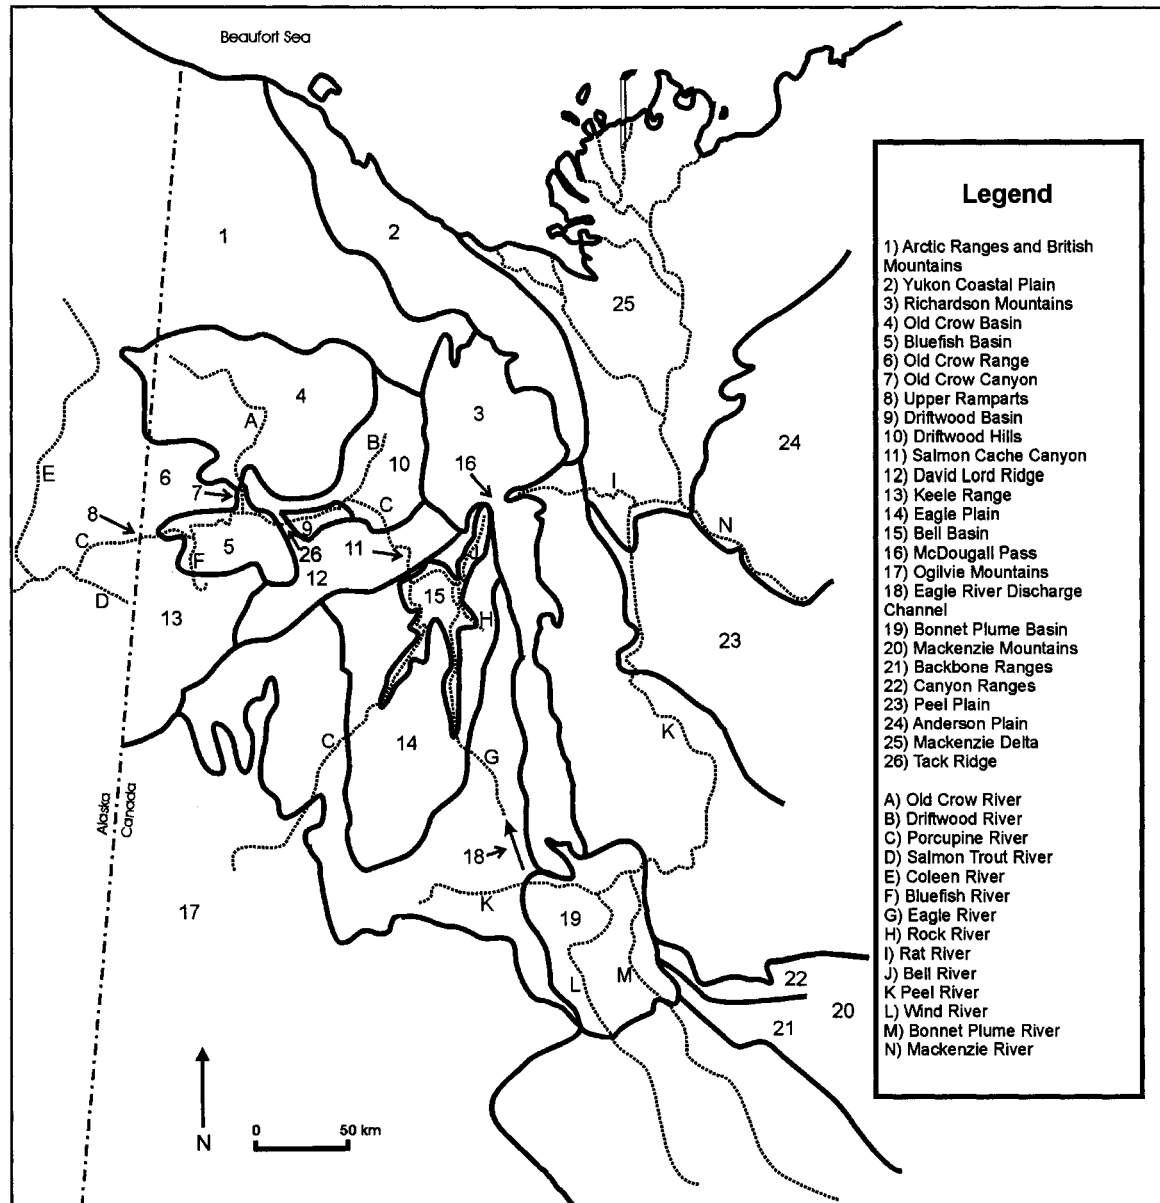 Beaufort Sea
1
2
25
Legend
1) Arctic Ranges and British
Mountains
2) Yukon Coastal Plain
3) Richardson Mountains
4) Old Crow Basin
5) Bluefish Basin
6) Old Crow Range
7) Old Crow Canyon
8) Upper Ramparts
9) Driftwood Basin
10) Driftwood Hills
11) Salmon Cache Canyon
12) David Lord Ridge
13) Keele Range
14) Eagle Plain
15) Bell Basin
16) McDougall Pass
17) Ogilvie Mountains
18) Eagle River Discharge
Channel
19) Bonnet Plume Basin
20) Mackenzie Mountains
21) Backbone Ranges
22) Canyon Ranges
23) Peel Plain
24) Anderson Plain
25) Mackenzie Delta
26) Tack Ridge
A) Old Crow River
B) Driftwood River
C) Porcupine River
D) Salmon Trout River
E) Coleen River
F) Bluefish River
G) Eagle River
H) Rock River
I) Rat River
J) Bell River
K Peel River
L) Wind River
M) Bonnet Plume River
N) Mackenzie River
4
3
A
B
24
E
6
10
16
7
I
C
8
9
N
C
5
26
11
J
F
12
D
15
H
13
23
K
C
14
G
Alaska
Canada
18
K
17
19
M
L
22
20
21
N
0 50 km